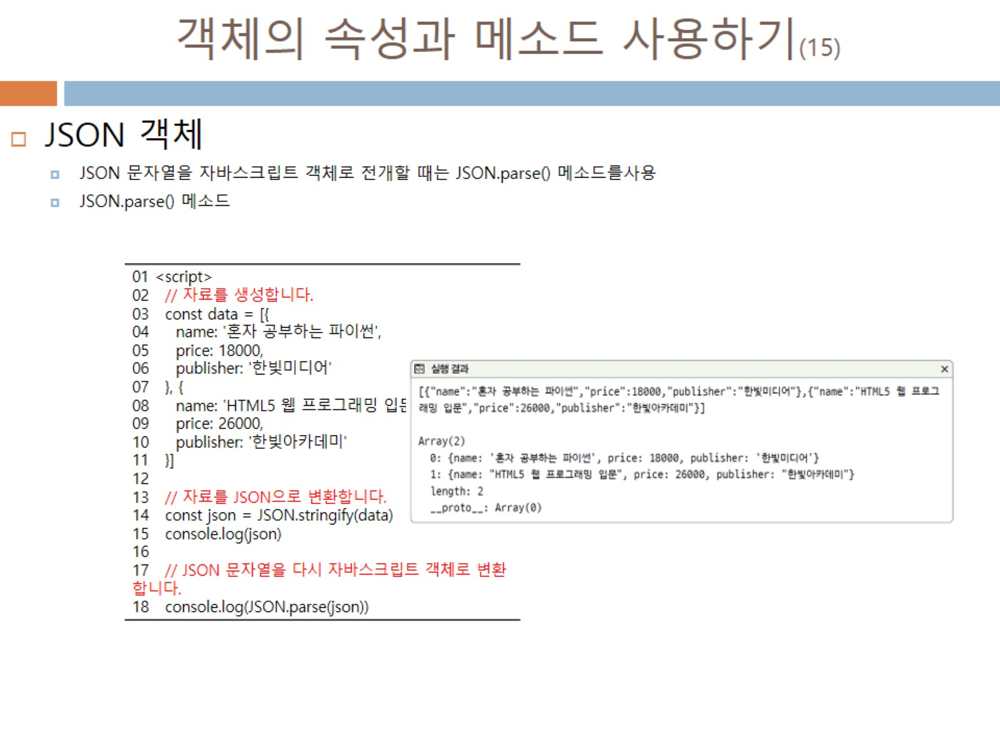 객체의 속성과 메소드 사용하기(15)
JSON 객체
JSON 문자열을 자바스크립트 객체로 전개할 때는 JSON.parse() 메소드를사용
JSON.parse() 메소드
01 <script>
02 // 자료를 생성합니다.
03 const data = [{
04 name: '혼자 공부하는 파이썬',
05 price: 18000,
06 publisher: '한빛미디어'
07 }, {
08 name: 'HTML5 웹 프로그래밍 입문
09 price: 26000,
10 publisher: '한빛아카데미'
11 }]
12
13 // 자료를 JSON으로 변환합니다.
14 const json = JSON.stringify(data)
15 console.log(json)
16
17 // JSON 문자열을 다시 자바스크립트 객체로 변환
합니다.
18 console.log(JSON.parse(json))
실행 결과
[{"name":"혼자 공부하는 파이썬","price":18000,"publisher":"한빛미디어"},{"name":"HTML5 웹 프로그
래밍 입문","price":26000,"publisher":"한빛아카데미"}]
Array(2)
0: {name: '혼자 공부하는 파이썬', price: 18000, publisher: '한빛미디어'}
1: {name: "HTML5 웹 프로그래밍 입문", price: 26000, publisher: "한빛아카데미"}
length: 2
__proto__: Array(0)